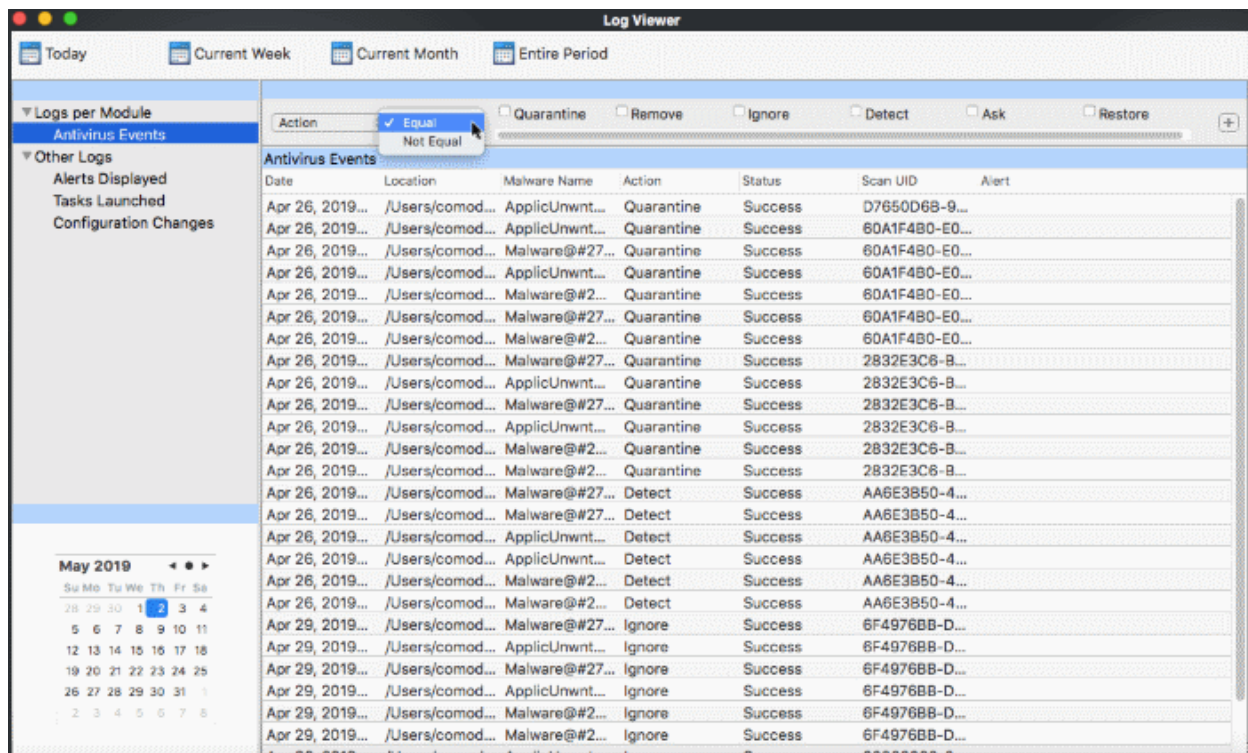 Log Viewer
Today Current Week Current Month Entire Period
Logs per Module
Antivirus Events
Other Logs
Alerts Displayed
Tasks Launched
Configuration Changes
Action ✓ Equal Quarantine Remove Ignore Detect Ask Restore
Not Equal
Antivirus Events
Date Location Malware Name Action Status Scan UID Alert
Apr 26, 2019... /Users/comod... ApplicUnwnt... Quarantine Success D7650D6B-9...
Apr 26, 2019... /Users/comod... ApplicUnwnt... Quarantine Success 60A1F4B0-E0...
Apr 26, 2019... /Users/comod... Malware@#27... Quarantine Success 60A1F4B0-E0...
Apr 26, 2019... /Users/comod... ApplicUnwnt... Quarantine Success 60A1F4B0-E0...
Apr 26, 2019... /Users/comod... Malware@#2... Quarantine Success 60A1F4B0-E0...
Apr 26, 2019... /Users/comod... Malware@#27... Quarantine Success 60A1F4B0-E0...
Apr 26, 2019... /Users/comod... Malware@#2... Quarantine Success 60A1F4B0-E0...
Apr 26, 2019... /Users/comod... Malware@#27... Quarantine Success 2832E3C6-B...
Apr 26, 2019... /Users/comod... ApplicUnwnt... Quarantine Success 2832E3C6-B...
Apr 26, 2019... /Users/comod... Malware@#27... Quarantine Success 2832E3C6-B...
Apr 26, 2019... /Users/comod... ApplicUnwnt... Quarantine Success 2832E3C6-B...
Apr 26, 2019... /Users/comod... Malware@#2... Quarantine Success 2832E3C6-B...
Apr 26, 2019... /Users/comod... Malware@#2... Quarantine Success 2832E3C6-B...
Apr 26, 2019... /Users/comod... Malware@#27... Detect Success AA6E3B50-4...
Apr 26, 2019... /Users/comod... Malware@#27... Detect Success AA6E3B50-4...
Apr 26, 2019... /Users/comod... ApplicUnwnt... Detect Success AA6E3B50-4...
Apr 26, 2019... /Users/comod... ApplicUnwnt... Detect Success AA6E3B50-4...
Apr 26, 2019... /Users/comod... Malware@#2... Detect Success AA6E3B50-4...
Apr 26, 2019... /Users/comod... Malware@#2... Detect Success AA6E3B50-4...
Apr 29, 2019... /Users/comod... Malware@#27... Ignore Success 6F4976BB-D...
Apr 29, 2019... /Users/comod... ApplicUnwnt... Ignore Success 6F4976BB-D...
Apr 29, 2019... /Users/comod... Malware@#27... Ignore Success 6F4976BB-D...
Apr 29, 2019... /Users/comod... ApplicUnwnt... Ignore Success 6F4976BB-D...
Apr 29, 2019... /Users/comod... Malware@#2... Ignore Success 6F4976BB-D...
Apr 29, 2019... /Users/comod... Malware@#2... Ignore Success 6F4976BB-D...
May 2019
Su Mo Tu We Th Fr Sa
28 29 30 1 2 3 4
5 6 7 8 9 10 11
12 13 14 15 16 17 18
19 20 21 22 23 24 25
26 27 28 29 30 31 1
2 3 4 5 6 7 8